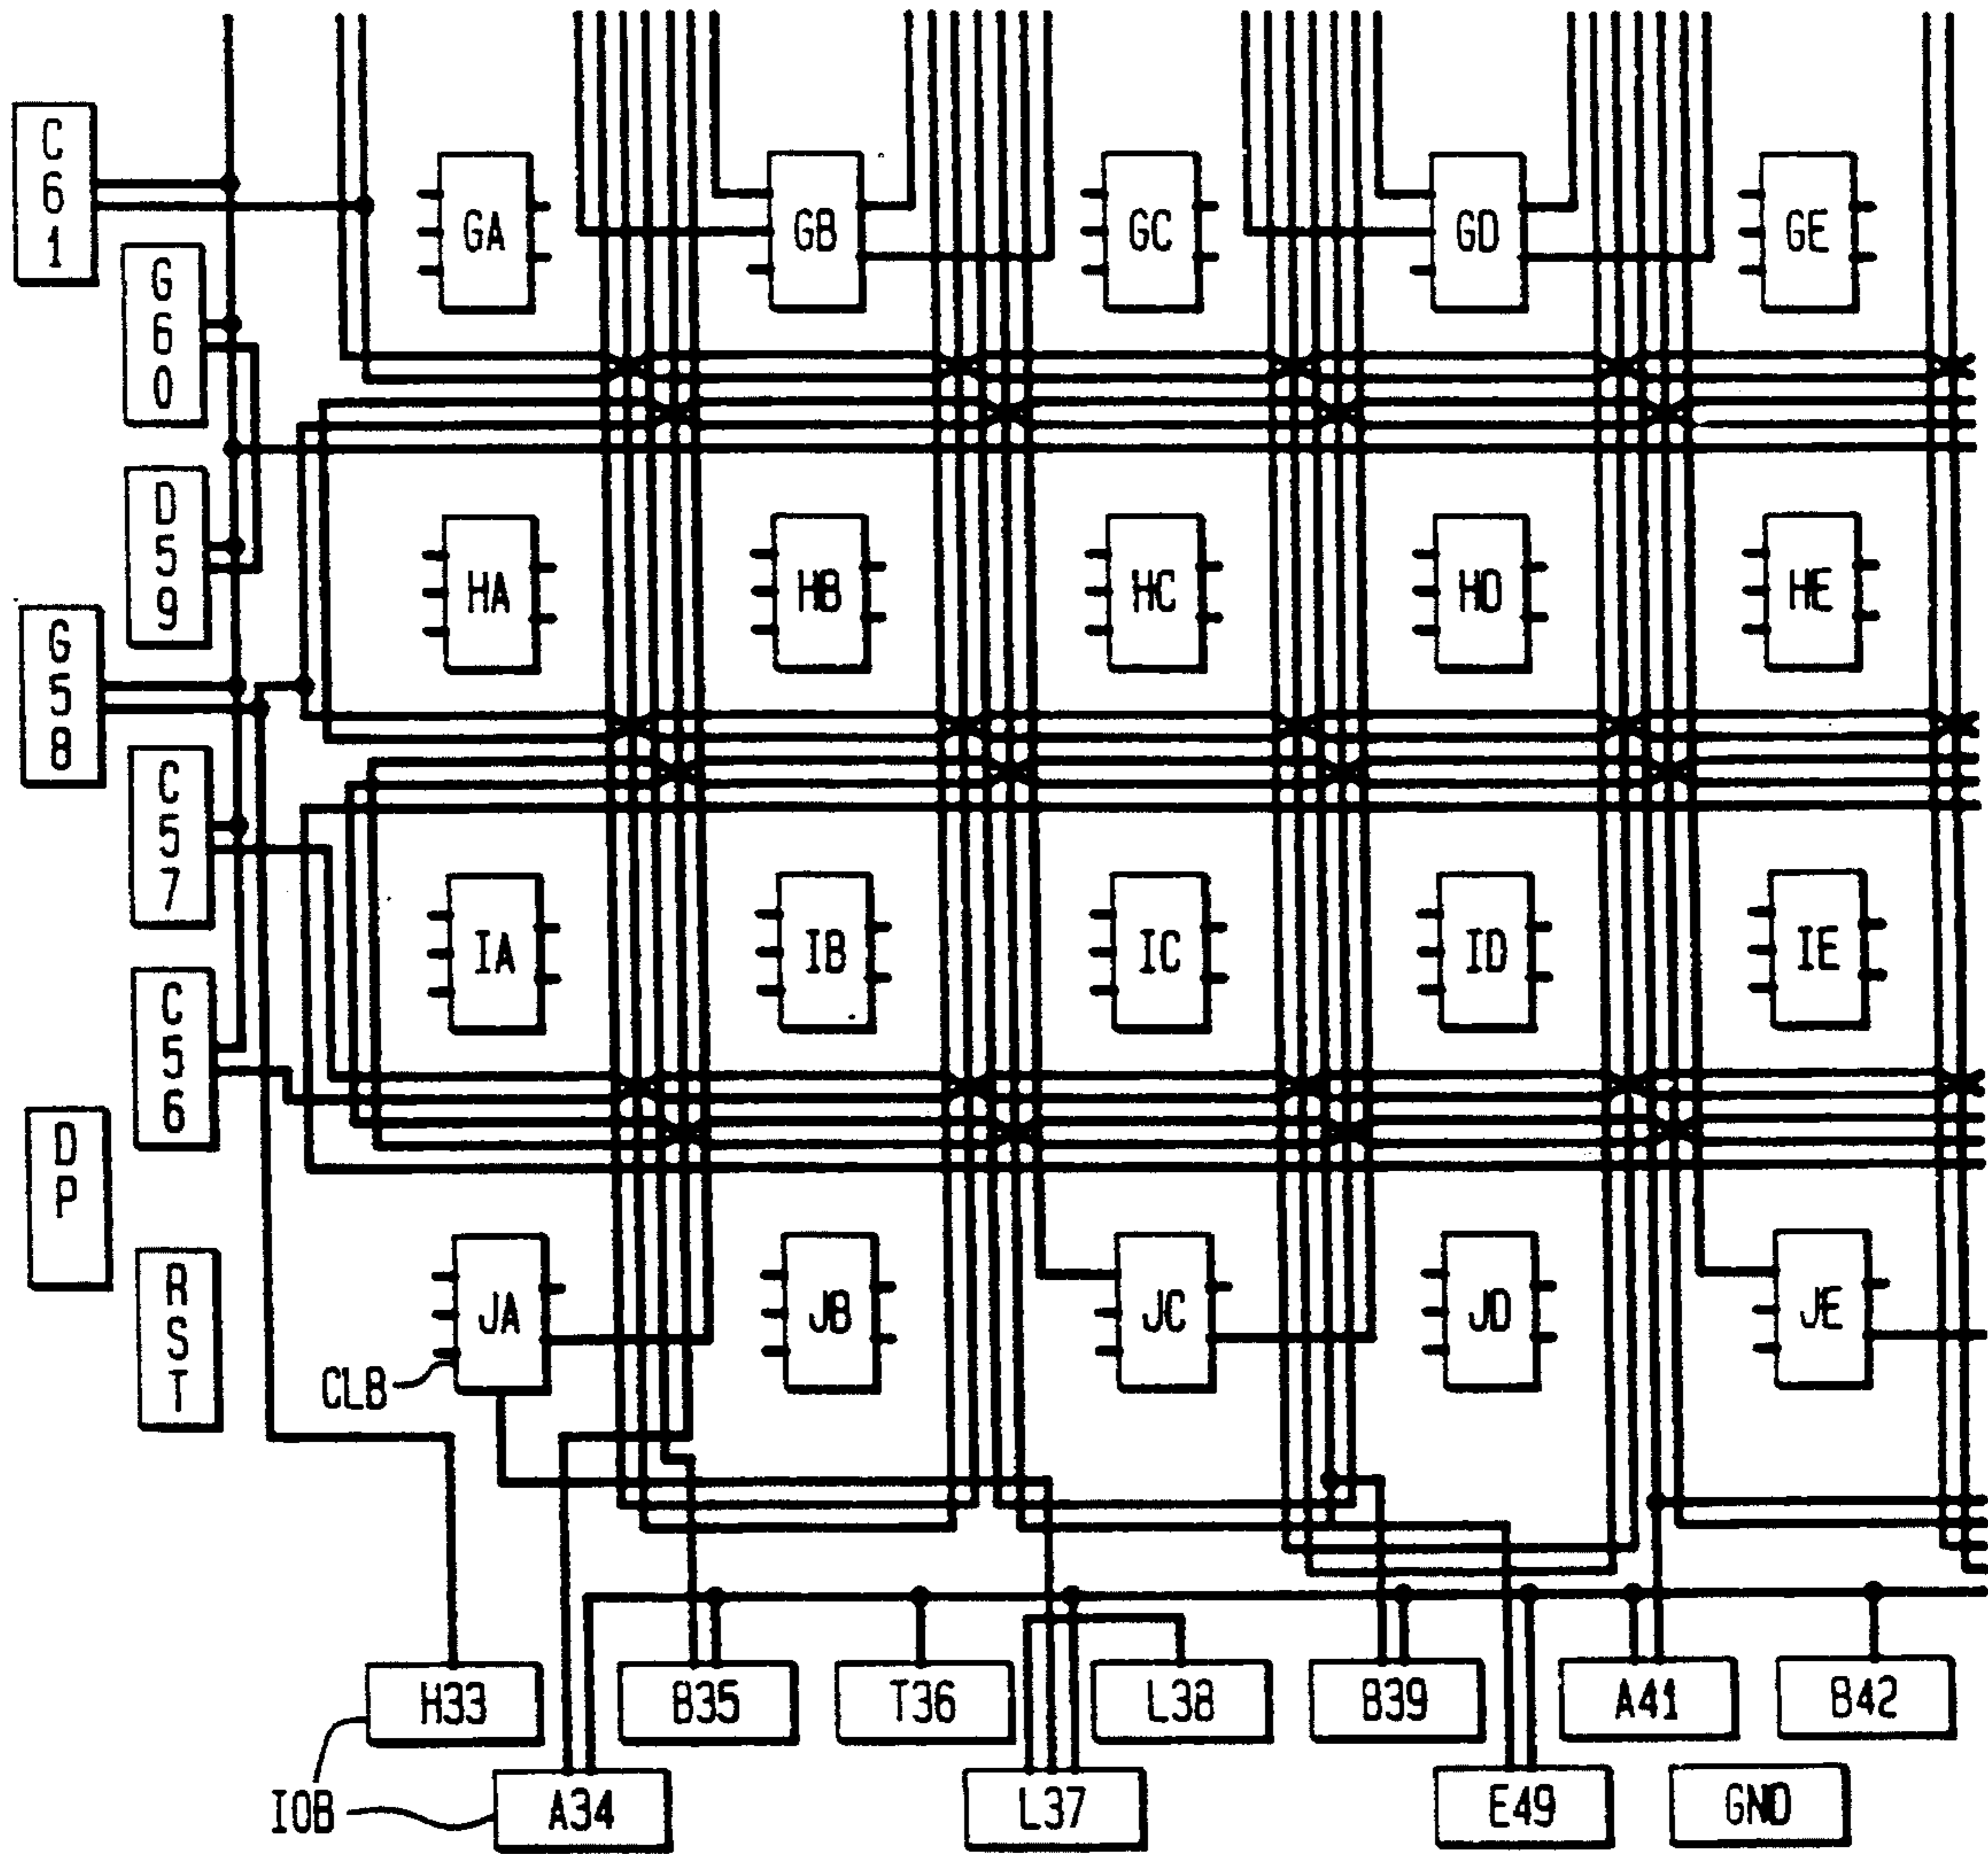 C61
G60
D59
G58
C57
C56
DP
RST
GA GB GC GD GE
HA HB HC HD HE
IA IB IC ID IE
JA JB JC JD JE
CLB
H33 B35 T36 L38 B39 A41 B42
IOB A34 L37 E49 GND